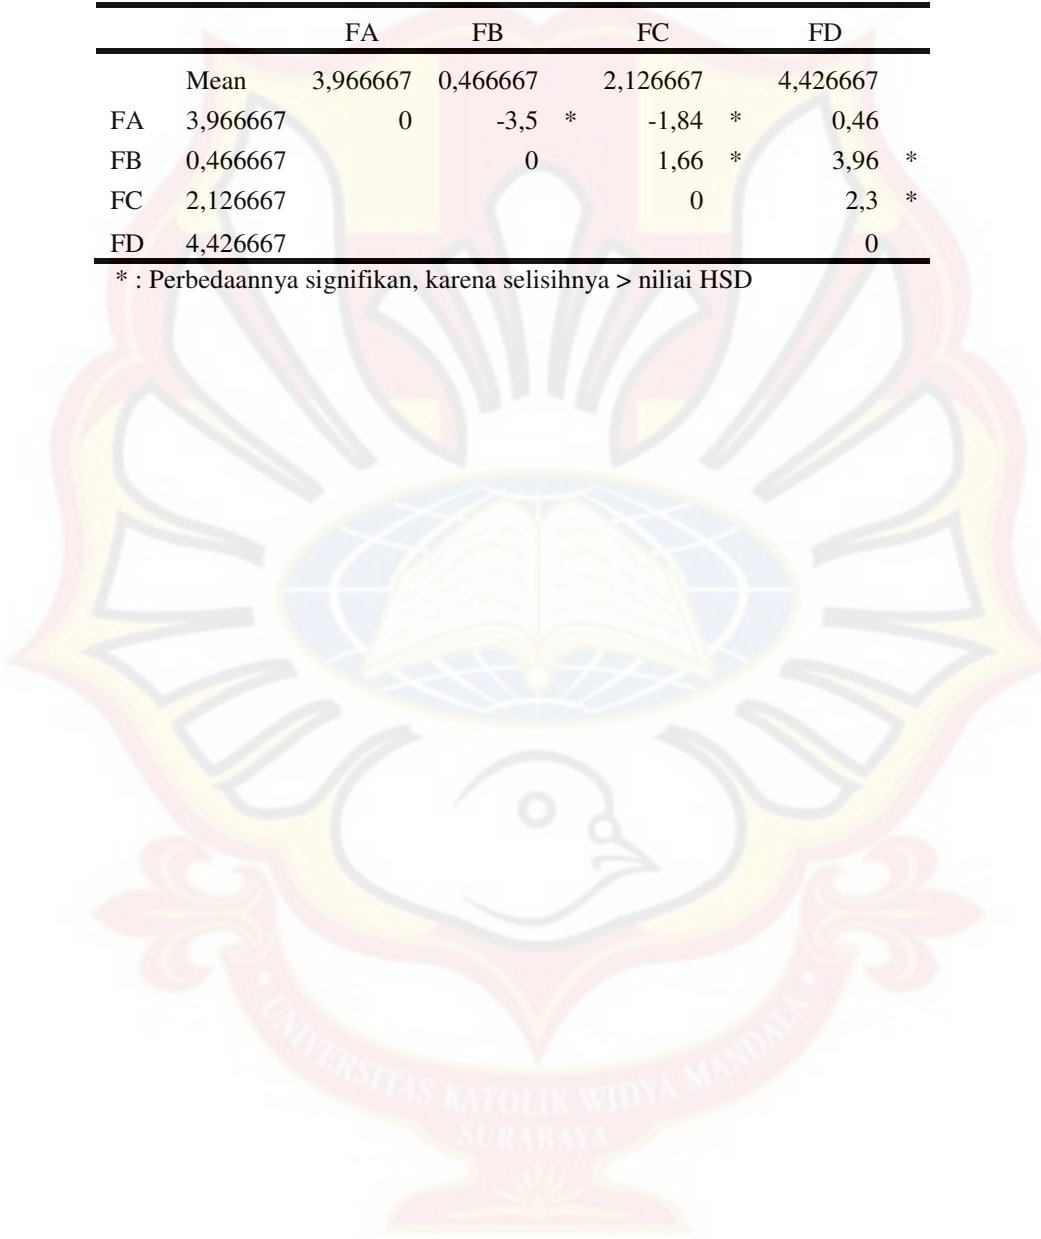 FA FB FC FD
Mean 3,966667 0,466667 2,126667 4,426667
FA 3,966667 0 -3,5 * -1,84 * 0,46
FB 0,466667 0 1,66 * 3,96 *
FC 2,126667 0 2,3 *
FD 4,426667 0
* : Perbedaannya signifikan, karena selisihnya > niliai HSD
UNIVERSITAS KATOLIK WIDYA MANDALA
SURABAYA